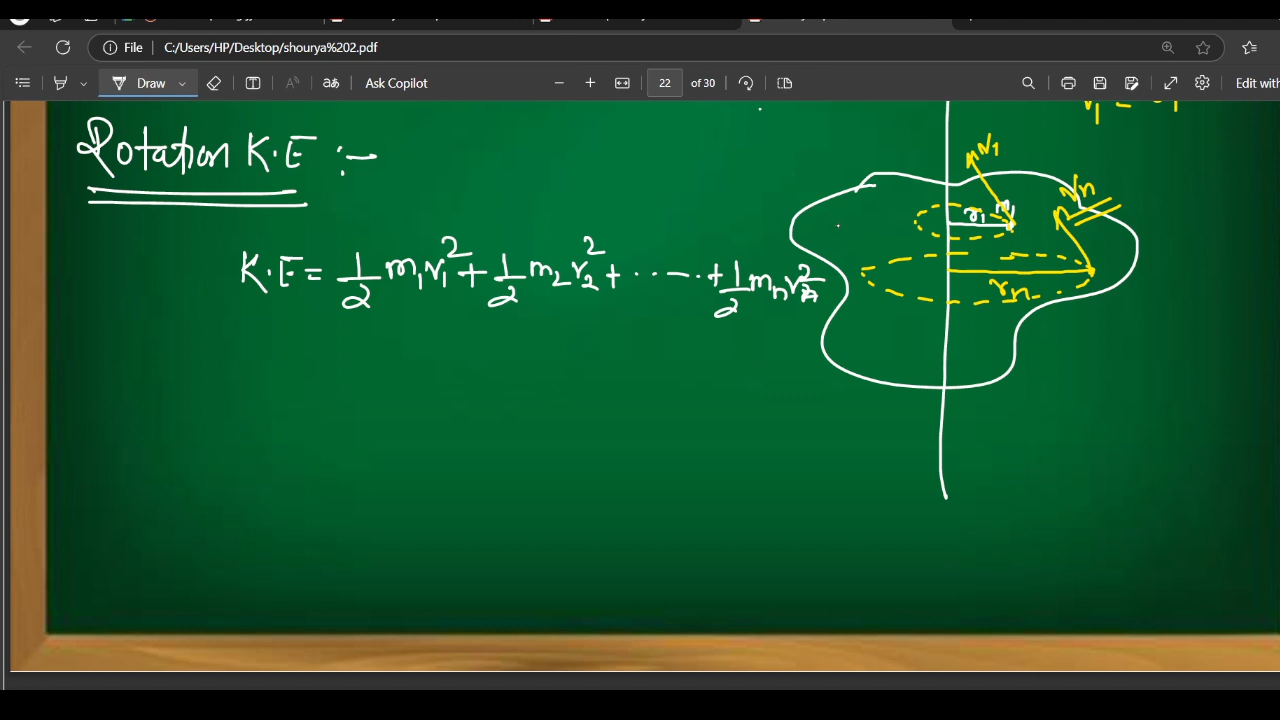 File C:/Users/HP/Desktop/shourya%202.pdf
Draw Ask Copilot 22 of 30 Edit with
Rotation K.E :-
v₁
vₙ
r₁ m₁
K.E = 1/2 m₁v₁² + 1/2 m₂v₂² + ...... + 1/2 mₙvₙ²
rₙ